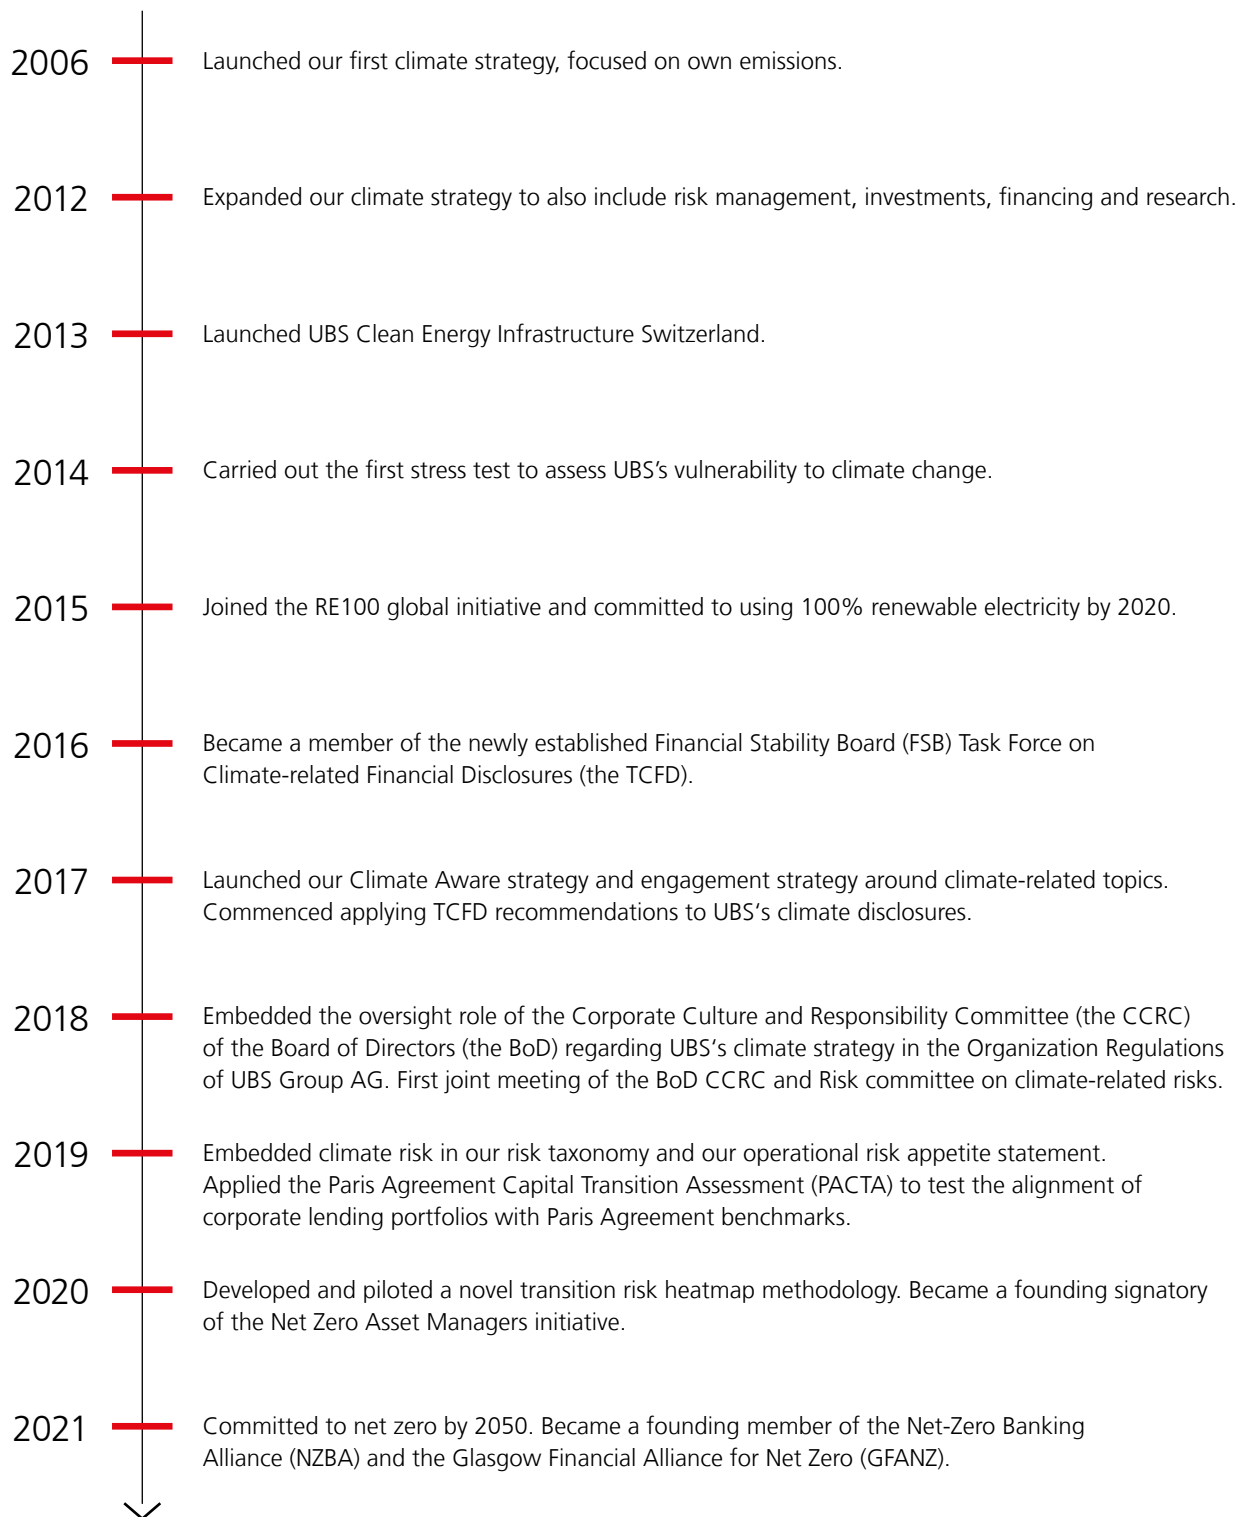 2006
Launched our first climate strategy, focused on own emissions.
2012
Expanded our climate strategy to also include risk management, investments, financing and research.
2013
Launched UBS Clean Energy Infrastructure Switzerland.
2014
Carried out the first stress test to assess UBS’s vulnerability to climate change.
2015
Joined the RE100 global initiative and committed to using 100% renewable electricity by 2020.
2016
Became a member of the newly established Financial Stability Board (FSB) Task Force on
Climate-related Financial Disclosures (the TCFD).
2017
Launched our Climate Aware strategy and engagement strategy around climate-related topics.
Commenced applying TCFD recommendations to UBS‘s climate disclosures.
2018
Embedded the oversight role of the Corporate Culture and Responsibility Committee (the CCRC)
of the Board of Directors (the BoD) regarding UBS‘s climate strategy in the Organization Regulations
of UBS Group AG. First joint meeting of the BoD CCRC and Risk committee on climate-related risks.
2019
Embedded climate risk in our risk taxonomy and our operational risk appetite statement.
Applied the Paris Agreement Capital Transition Assessment (PACTA) to test the alignment of
corporate lending portfolios with Paris Agreement benchmarks.
2020
Developed and piloted a novel transition risk heatmap methodology. Became a founding signatory
of the Net Zero Asset Managers initiative.
2021
Committed to net zero by 2050. Became a founding member of the Net-Zero Banking
Alliance (NZBA) and the Glasgow Financial Alliance for Net Zero (GFANZ).